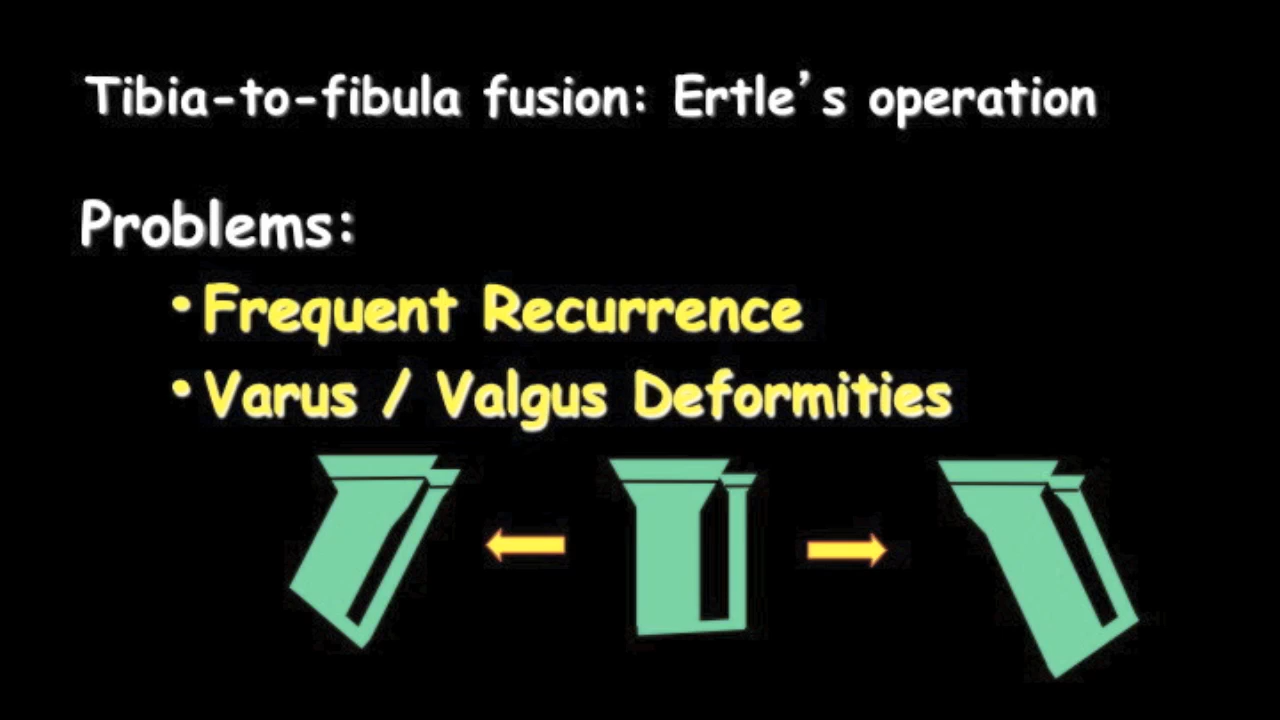 Tibia-to-fibula fusion: Ertle’s operation
Problems:
• Frequent Recurrence
• Varus / Valgus Deformities